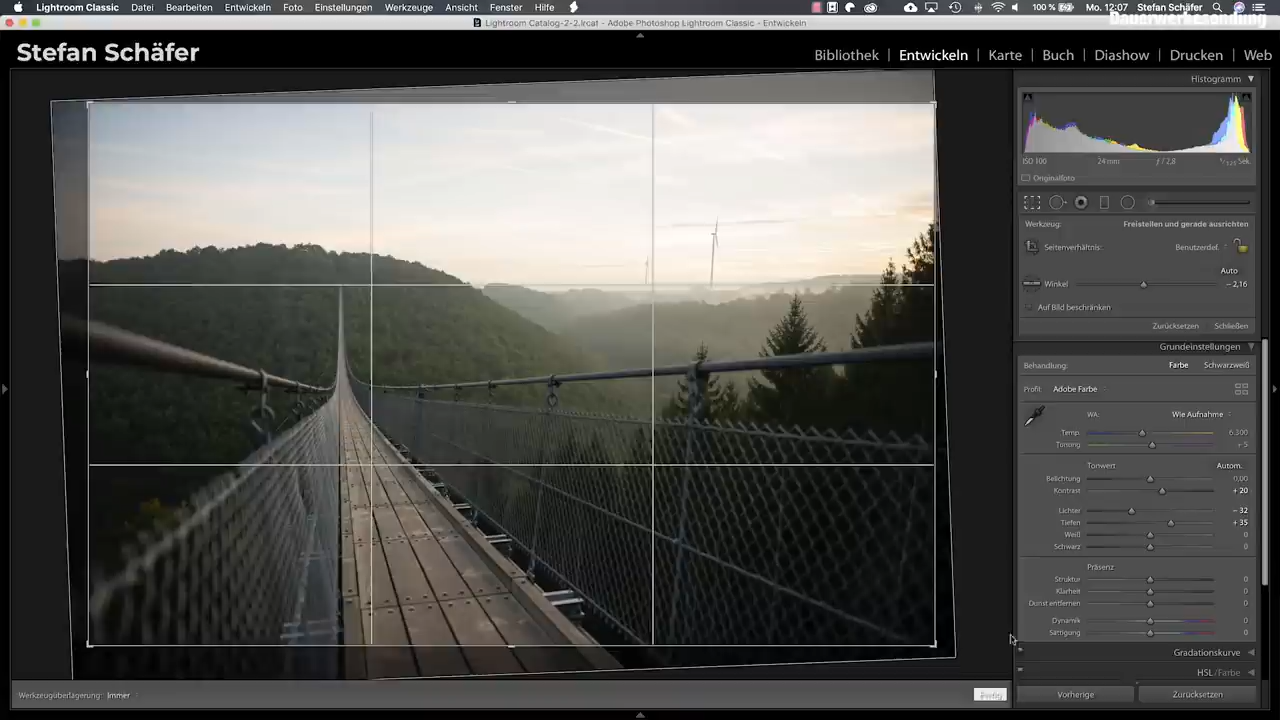 Lightroom Classic Datei Bearbeiten Entwickeln Foto Einstellungen Werkzeuge Ansicht Fenster Hilfe 100 % Mo. 12:07 Stefan Schäfer
Lightroom Catalog-2-2.lrcat - Adobe Photoshop Lightroom Classic - Entwickeln
Dauerwerbesendung
Stefan Schäfer
Bibliothek | Entwickeln | Karte | Buch | Diashow | Drucken | Web
Histogramm
ISO 100 24 mm ƒ / 2,8 Sek.
Originalfoto
Werkzeug: Freistellen und gerade ausrichten
Seitenverhältnis: Benutzerdef.
Auto
Winkel −2,16
Auf Bild beschränken
Zurücksetzen Schließen
Grundeinstellungen
Behandlung: Farbe Schwarzweiß
Profil Adobe Farbe
WA: Wie Aufnahme
Temp. 6.300
Tönung +5
Tonwert Autom.
Belichtung 0,00
Kontrast +20
Lichter −32
Tiefen +35
Weiß 0
Schwarz 0
Präsenz
Struktur 0
Klarheit 0
Dunst entfernen 0
Dynamik 0
Sättigung 0
Gradationskurve
HSL/Farbe
Werkzeugüberlagerung: Immer Fertig
Vorherige Zurücksetzen